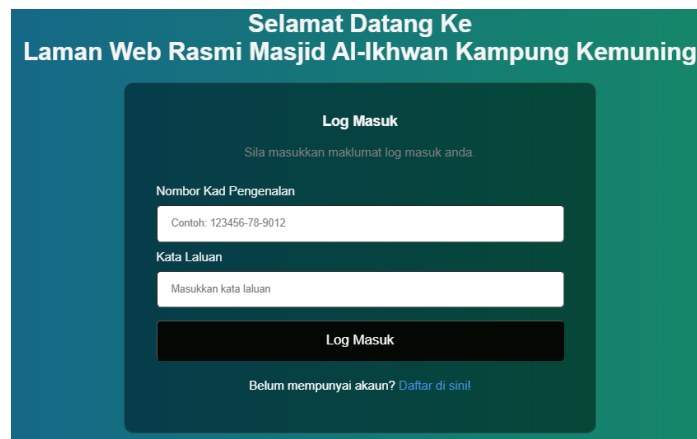 Selamat Datang Ke
Laman Web Rasmi Masjid Al-Ikhwan Kampung Kemuning
Log Masuk
Sila masukkan maklumat log masuk anda.
Nombor Kad Pengenalan
Contoh: 123456-78-9012
Kata Laluan
Masukkan kata laluan
Log Masuk
Belum mempunyai akaun? Daftar di sini!